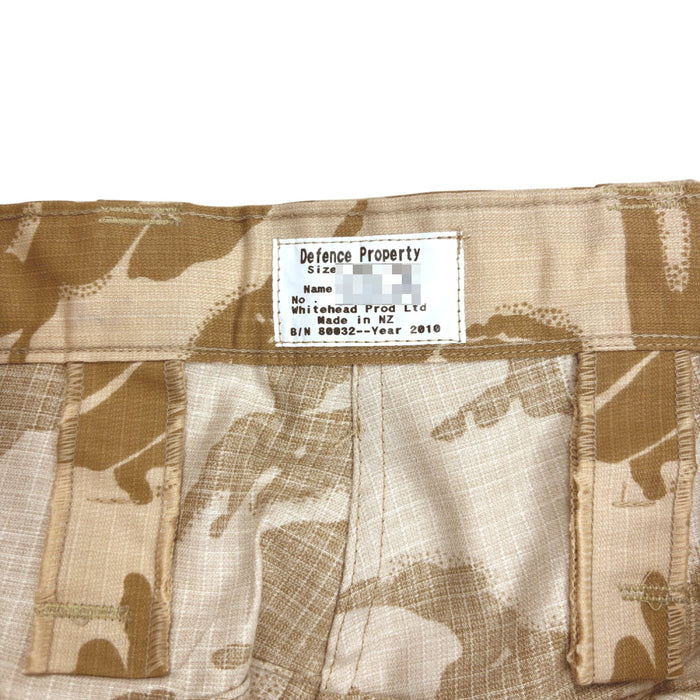 Defence Property
Size
Name
No .
Whitehead Prod Ltd
Made in NZ
B/N 80032--Year 2010